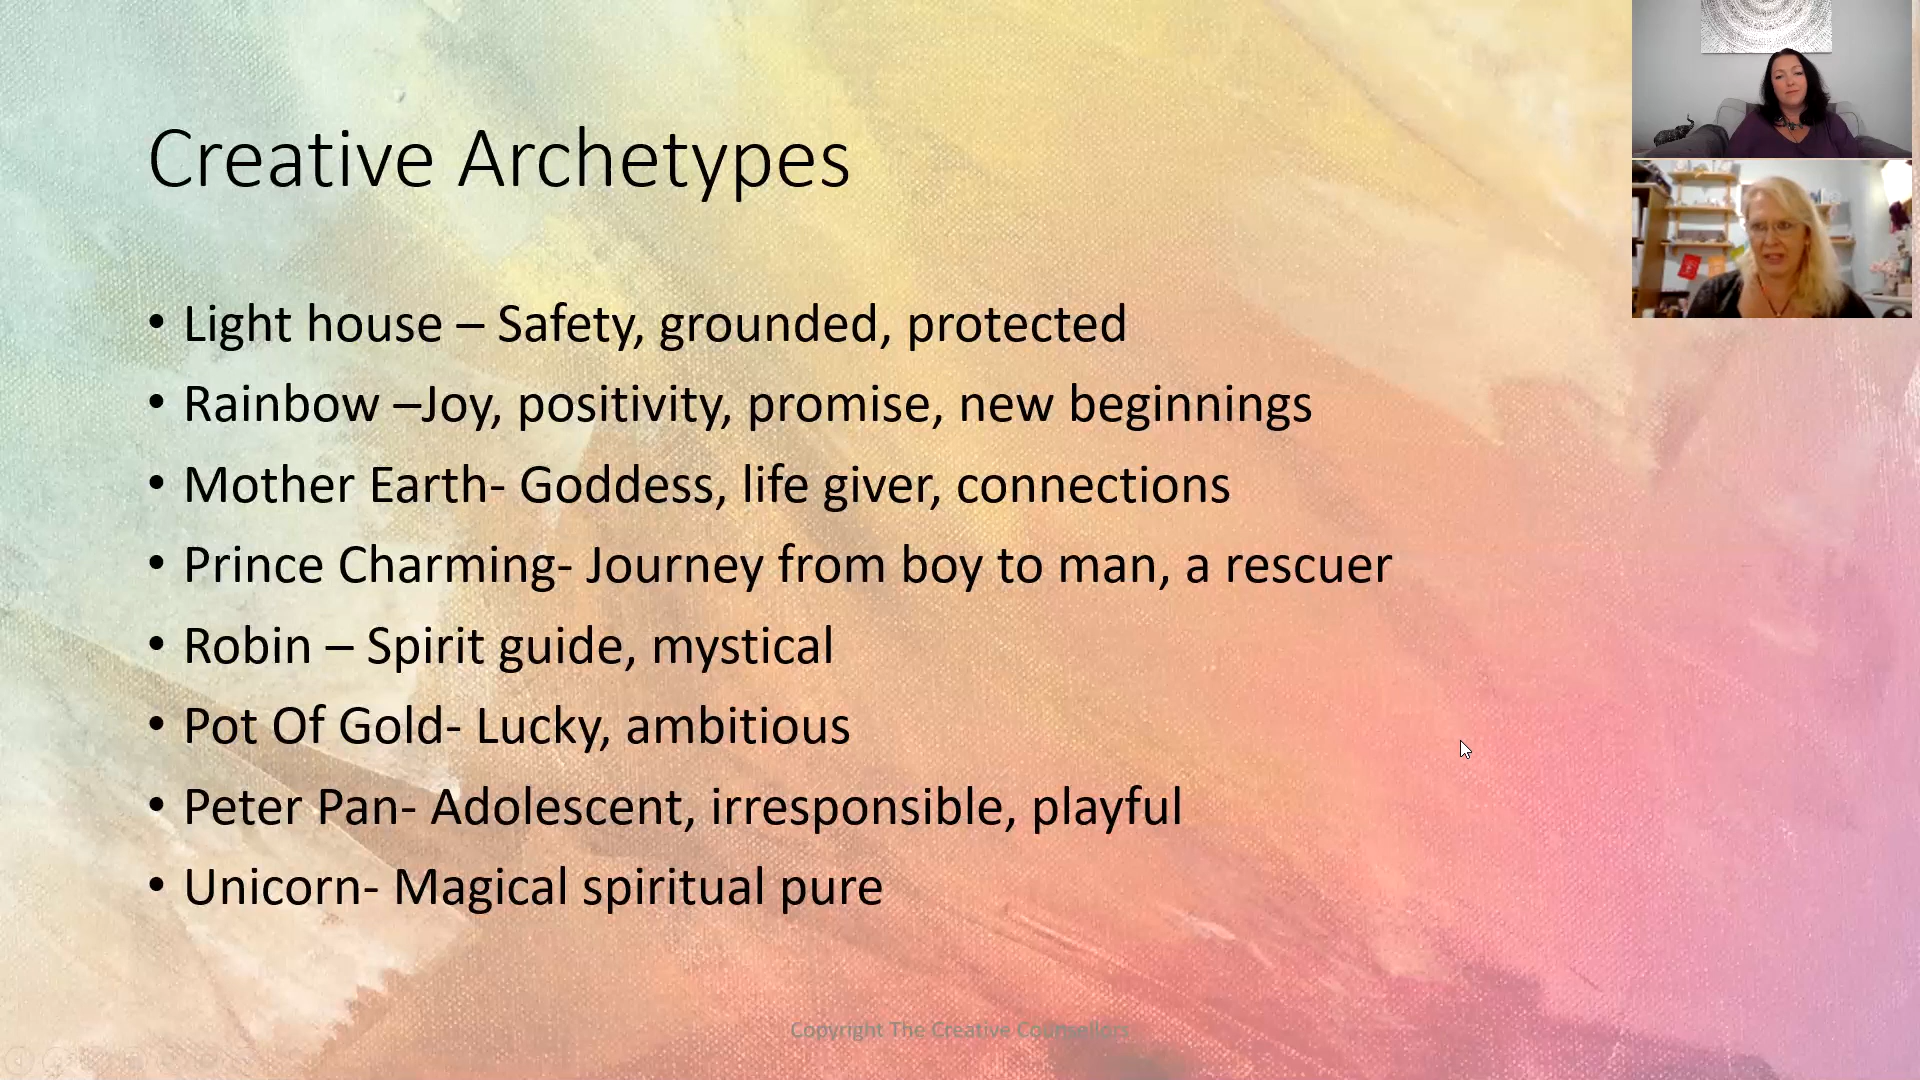 Creative Archetypes
• Light house – Safety, grounded, protected
• Rainbow –Joy, positivity, promise, new beginnings
• Mother Earth- Goddess, life giver, connections
• Prince Charming- Journey from boy to man, a rescuer
• Robin – Spirit guide, mystical
• Pot Of Gold- Lucky, ambitious
• Peter Pan- Adolescent, irresponsible, playful
• Unicorn- Magical spiritual pure
Copyright The Creative Counsellors